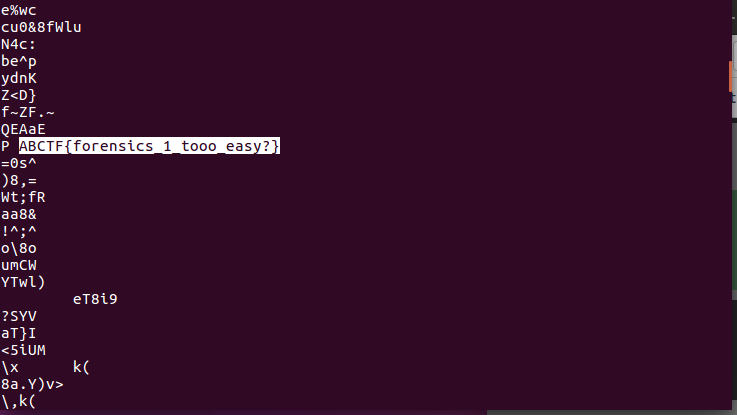 e%wc
cu0&8fWlu
N4c:
be^p
ydnK
Z<D}
f~ZF.~
QEAaE
P ABCTF{forensics_1_tooo_easy?}
=0s^
)8,=
Wt;fR
aa8&
!^;^
o\8o
umCW
YTwl)
        eT8i9
?SYV
aT}I
<5iUM
\x      k(
8a.Y)v>
\,k(